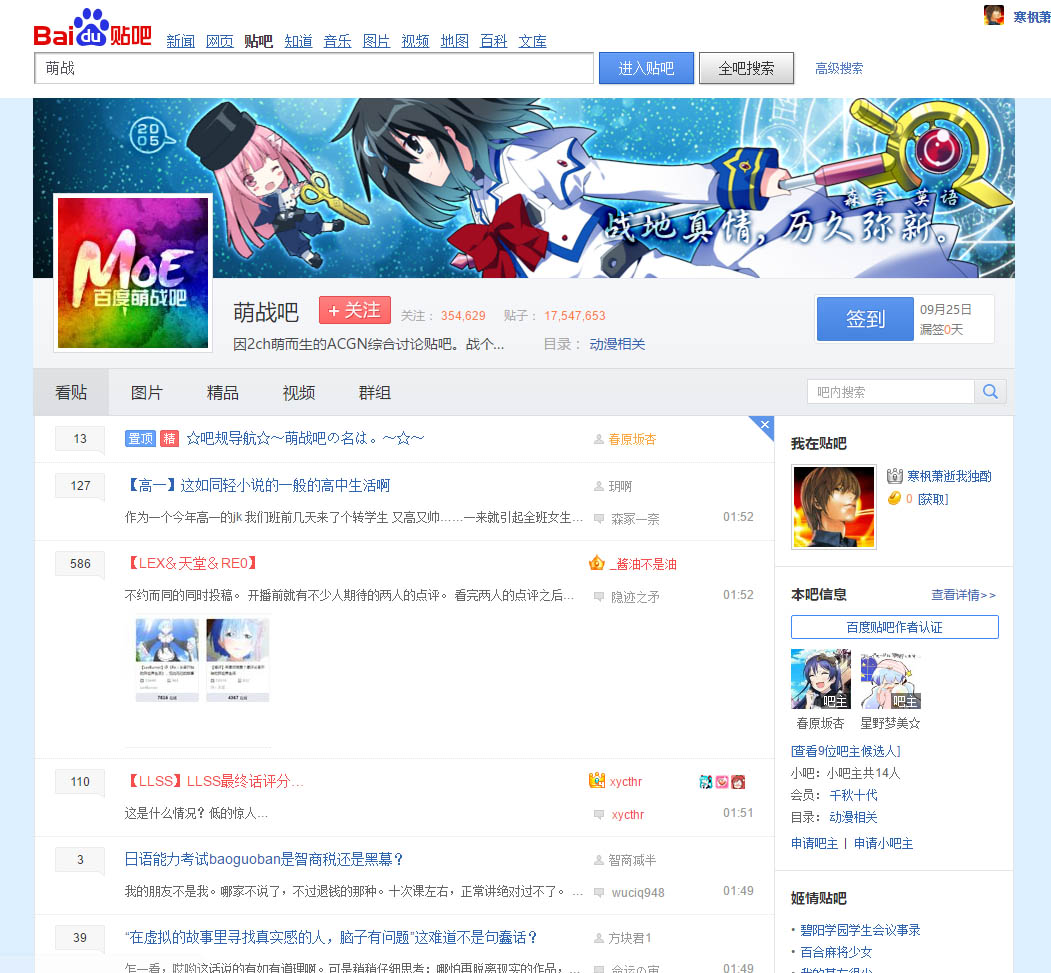 寒枫萧
Bai du 贴吧
新闻 网页 贴吧 知道 音乐 图片 视频 地图 百科 文库
萌战 进入贴吧 全吧搜索 高级搜索
2005
森言英语
战地真情，历久弥新。
MOE
百度萌战吧
萌战吧 +关注 关注： 354,629 贴子： 17,547,653
因2ch萌而生的ACGN综合讨论贴吧。战个... 目录： 动漫相关
签到 09月25日
漏签0天
看贴 图片 精品 视频 群组 吧内搜索
13 置顶 精 ☆吧规导航☆～萌战吧の名は。～☆～ 春原坂杏
127 【高一】这如同轻小说的一般的高中生活啊 玥啊
作为一个今年高一的jk 我们班前几天来了个转学生 又高又帅……一来就引起全班女生… 森冢一奈 01:52
586 【LEX＆天堂＆RE0】 _酱油不是油
不约而同的同时投稿。 开播前就有不少人期待的两人的点评。 看完两人的点评之后… 隐迹之矛 01:52
110 【LLSS】LLSS最终话评分… xycthr
这是什么情况？低的惊人… xycthr 01:51
3 日语能力考试baoguoban是智商税还是黑幕？ 智商减半
我的朋友不是我。哪家不说了，不过退钱的那种。十次课左右，正常讲绝对过不了。 … wuciq948 01:49
39 “在虚拟的故事里寻找真实感的人，脑子有问题”这难道不是句蠢话？ 方块君1
乍一看，哎哟这话说的有如有道理啊。可是稍稍仔细思考：哪怕再脱离现实的作品，… 命运の宙 01:49
我在贴吧
寒枫萧逝我独酌
0 [获取]
本吧信息 查看详情>>
百度贴吧作者认证
吧主 吧主
春原坂杏 星野梦美☆
[查看9位吧主候选人]
小吧：小吧主共14人
会员： 千秋十代
目录： 动漫相关
申请吧主 | 申请小吧主
姬情贴吧
· 碧阳学园学生会议事录
· 百合麻将少女